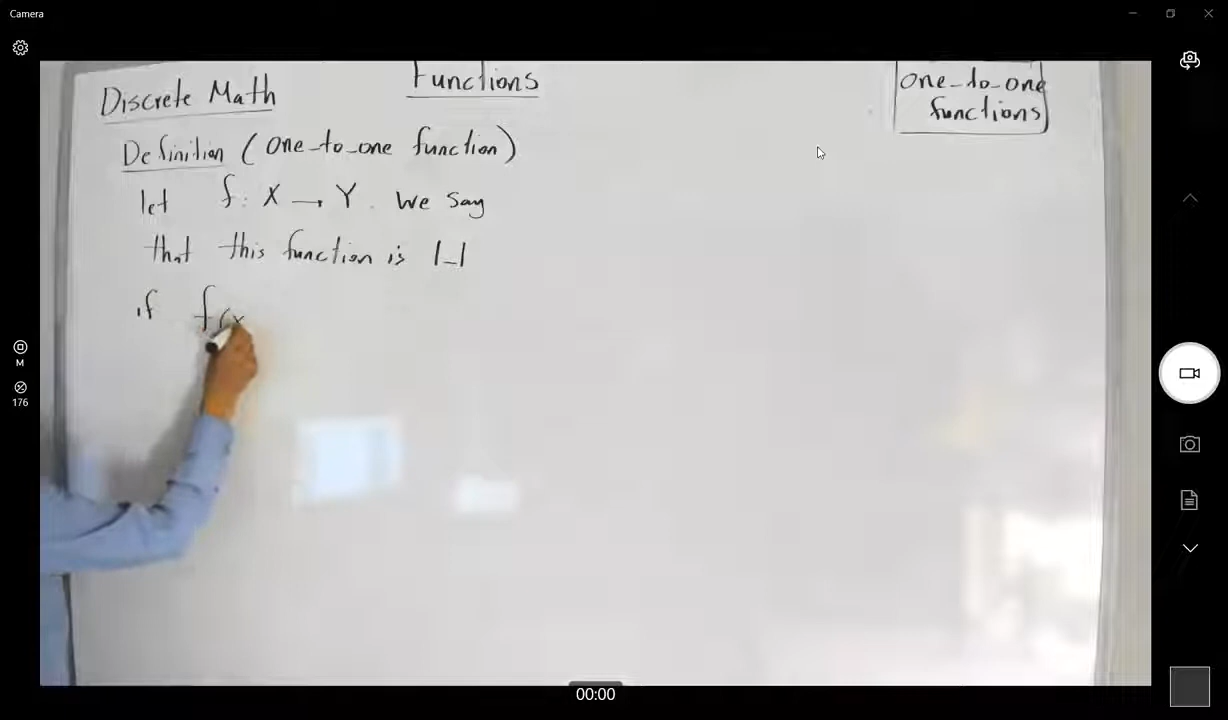 Camera
Discrete Math
Functions
one-to-one
functions
Definition (one-to-one function)
let f: X → Y. We say
that this function is 1-1
if f(x
M
176
00:00